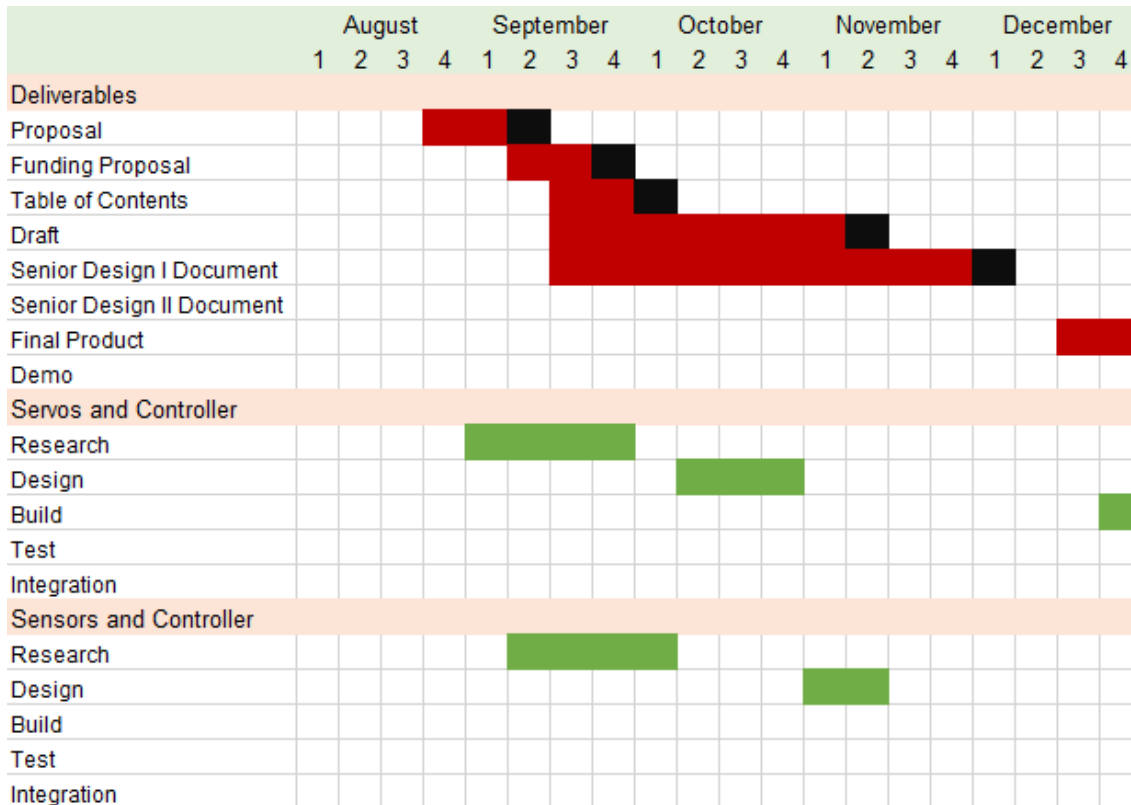 August September October November December
1 2 3 4 1 2 3 4 1 2 3 4 1 2 3 4 1 2 3 4
Deliverables
Proposal
Funding Proposal
Table of Contents
Draft
Senior Design I Document
Senior Design II Document
Final Product
Demo
Servos and Controller
Research
Design
Build
Test
Integration
Sensors and Controller
Research
Design
Build
Test
Integration